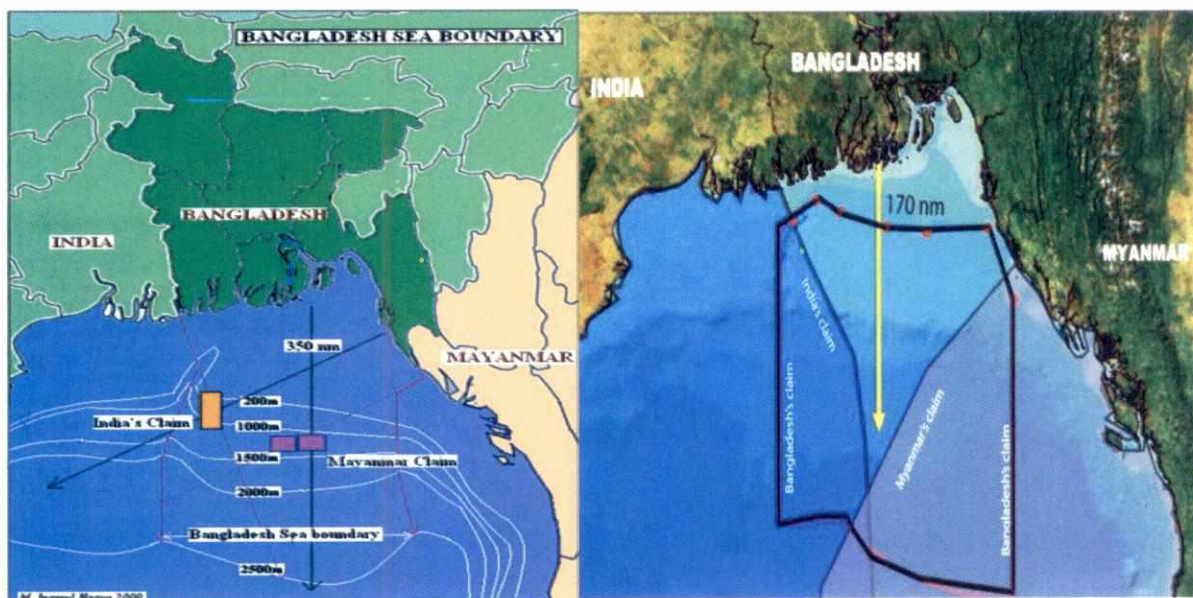 BANGLADESH SEA BOUNDARY
BANGLADESH
INDIA
350 nm
MAYANMAR
200m
India's Claim
1000m
1500m
Mayanmar Claim
2000m
Bangladesh Sea boundary
2500m
BANGLADESH
INDIA
170 nm
MYANMAR
India's claim
Bangladesh's claim
Myanmar's claim
Bangladesh's claim